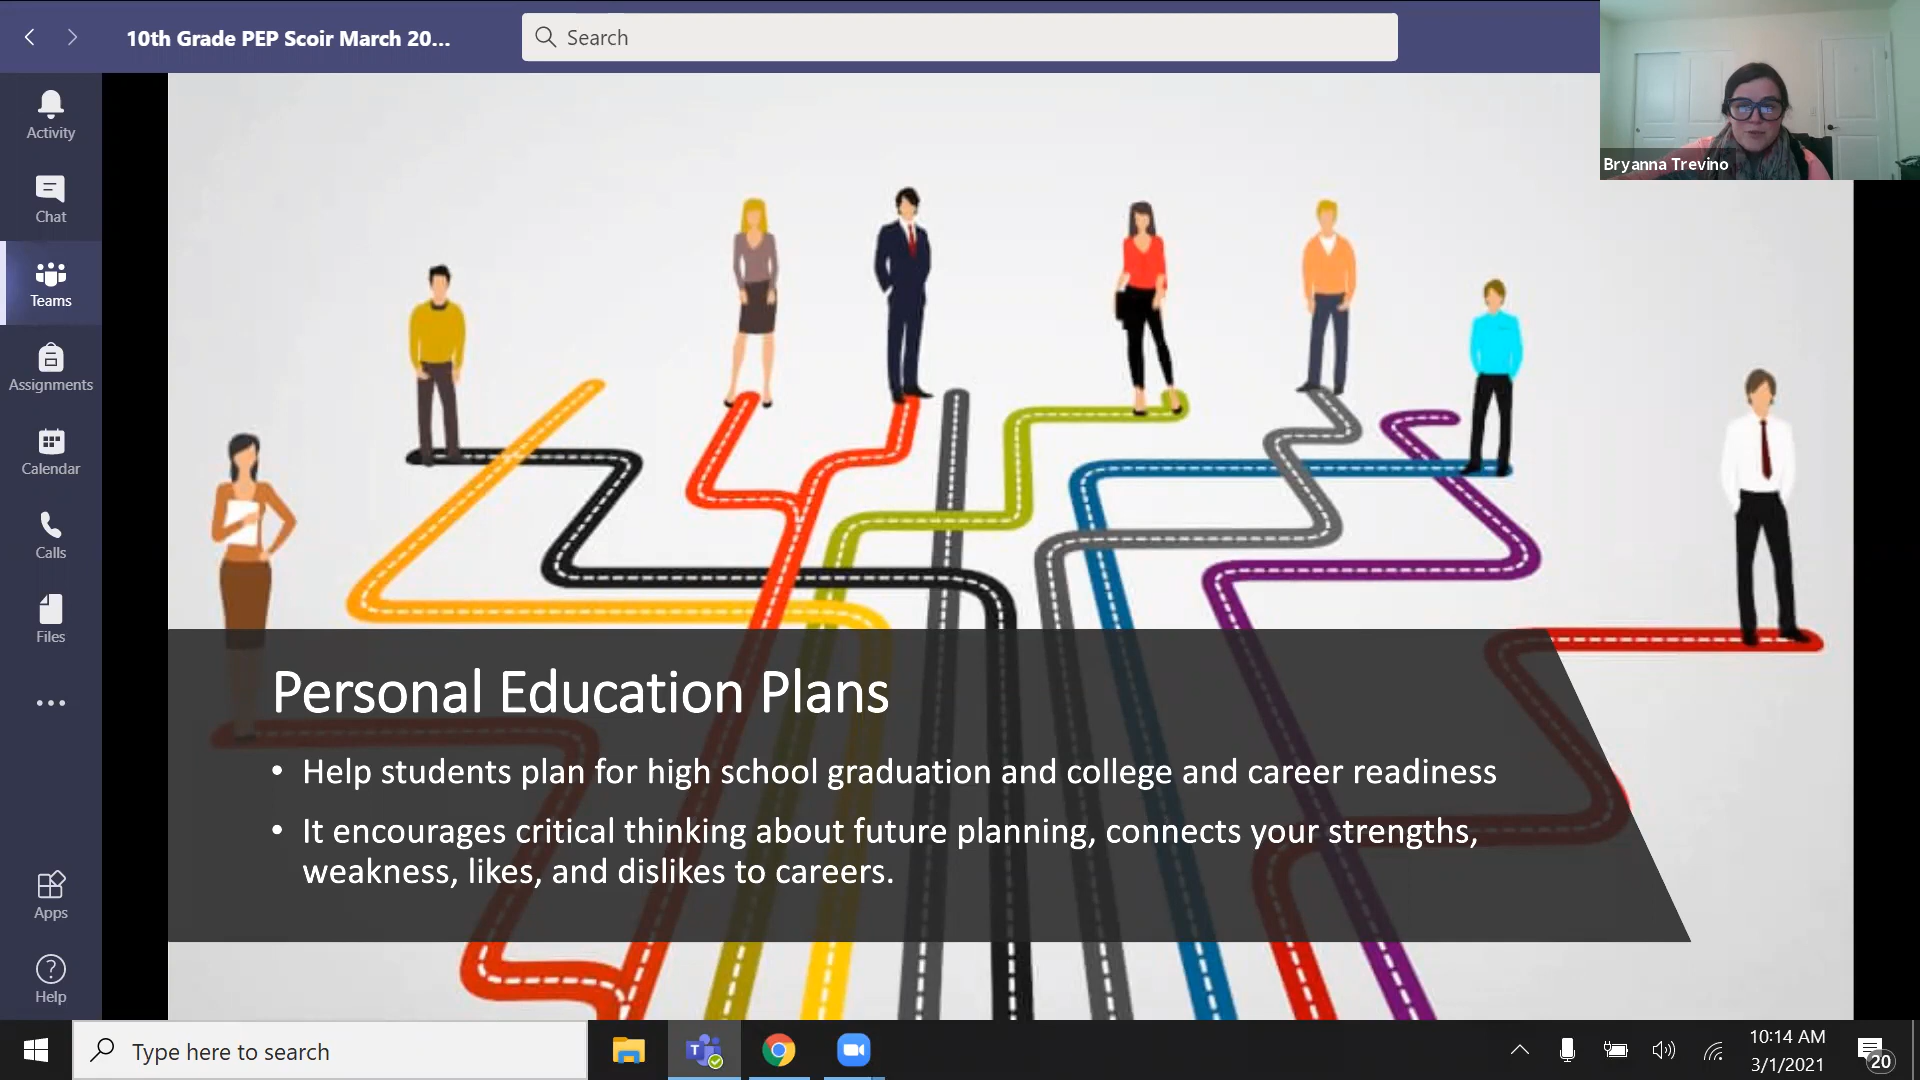 10th Grade PEP Scoir March 20...
Search
Bryanna Trevino
Activity
Chat
Teams
Assignments
Calendar
Calls
Files
Personal Education Plans
• Help students plan for high school graduation and college and career readiness
• It encourages critical thinking about future planning, connects your strengths,
weakness, likes, and dislikes to careers.
Apps
Help
Type here to search
10:14 AM
3/1/2021
20